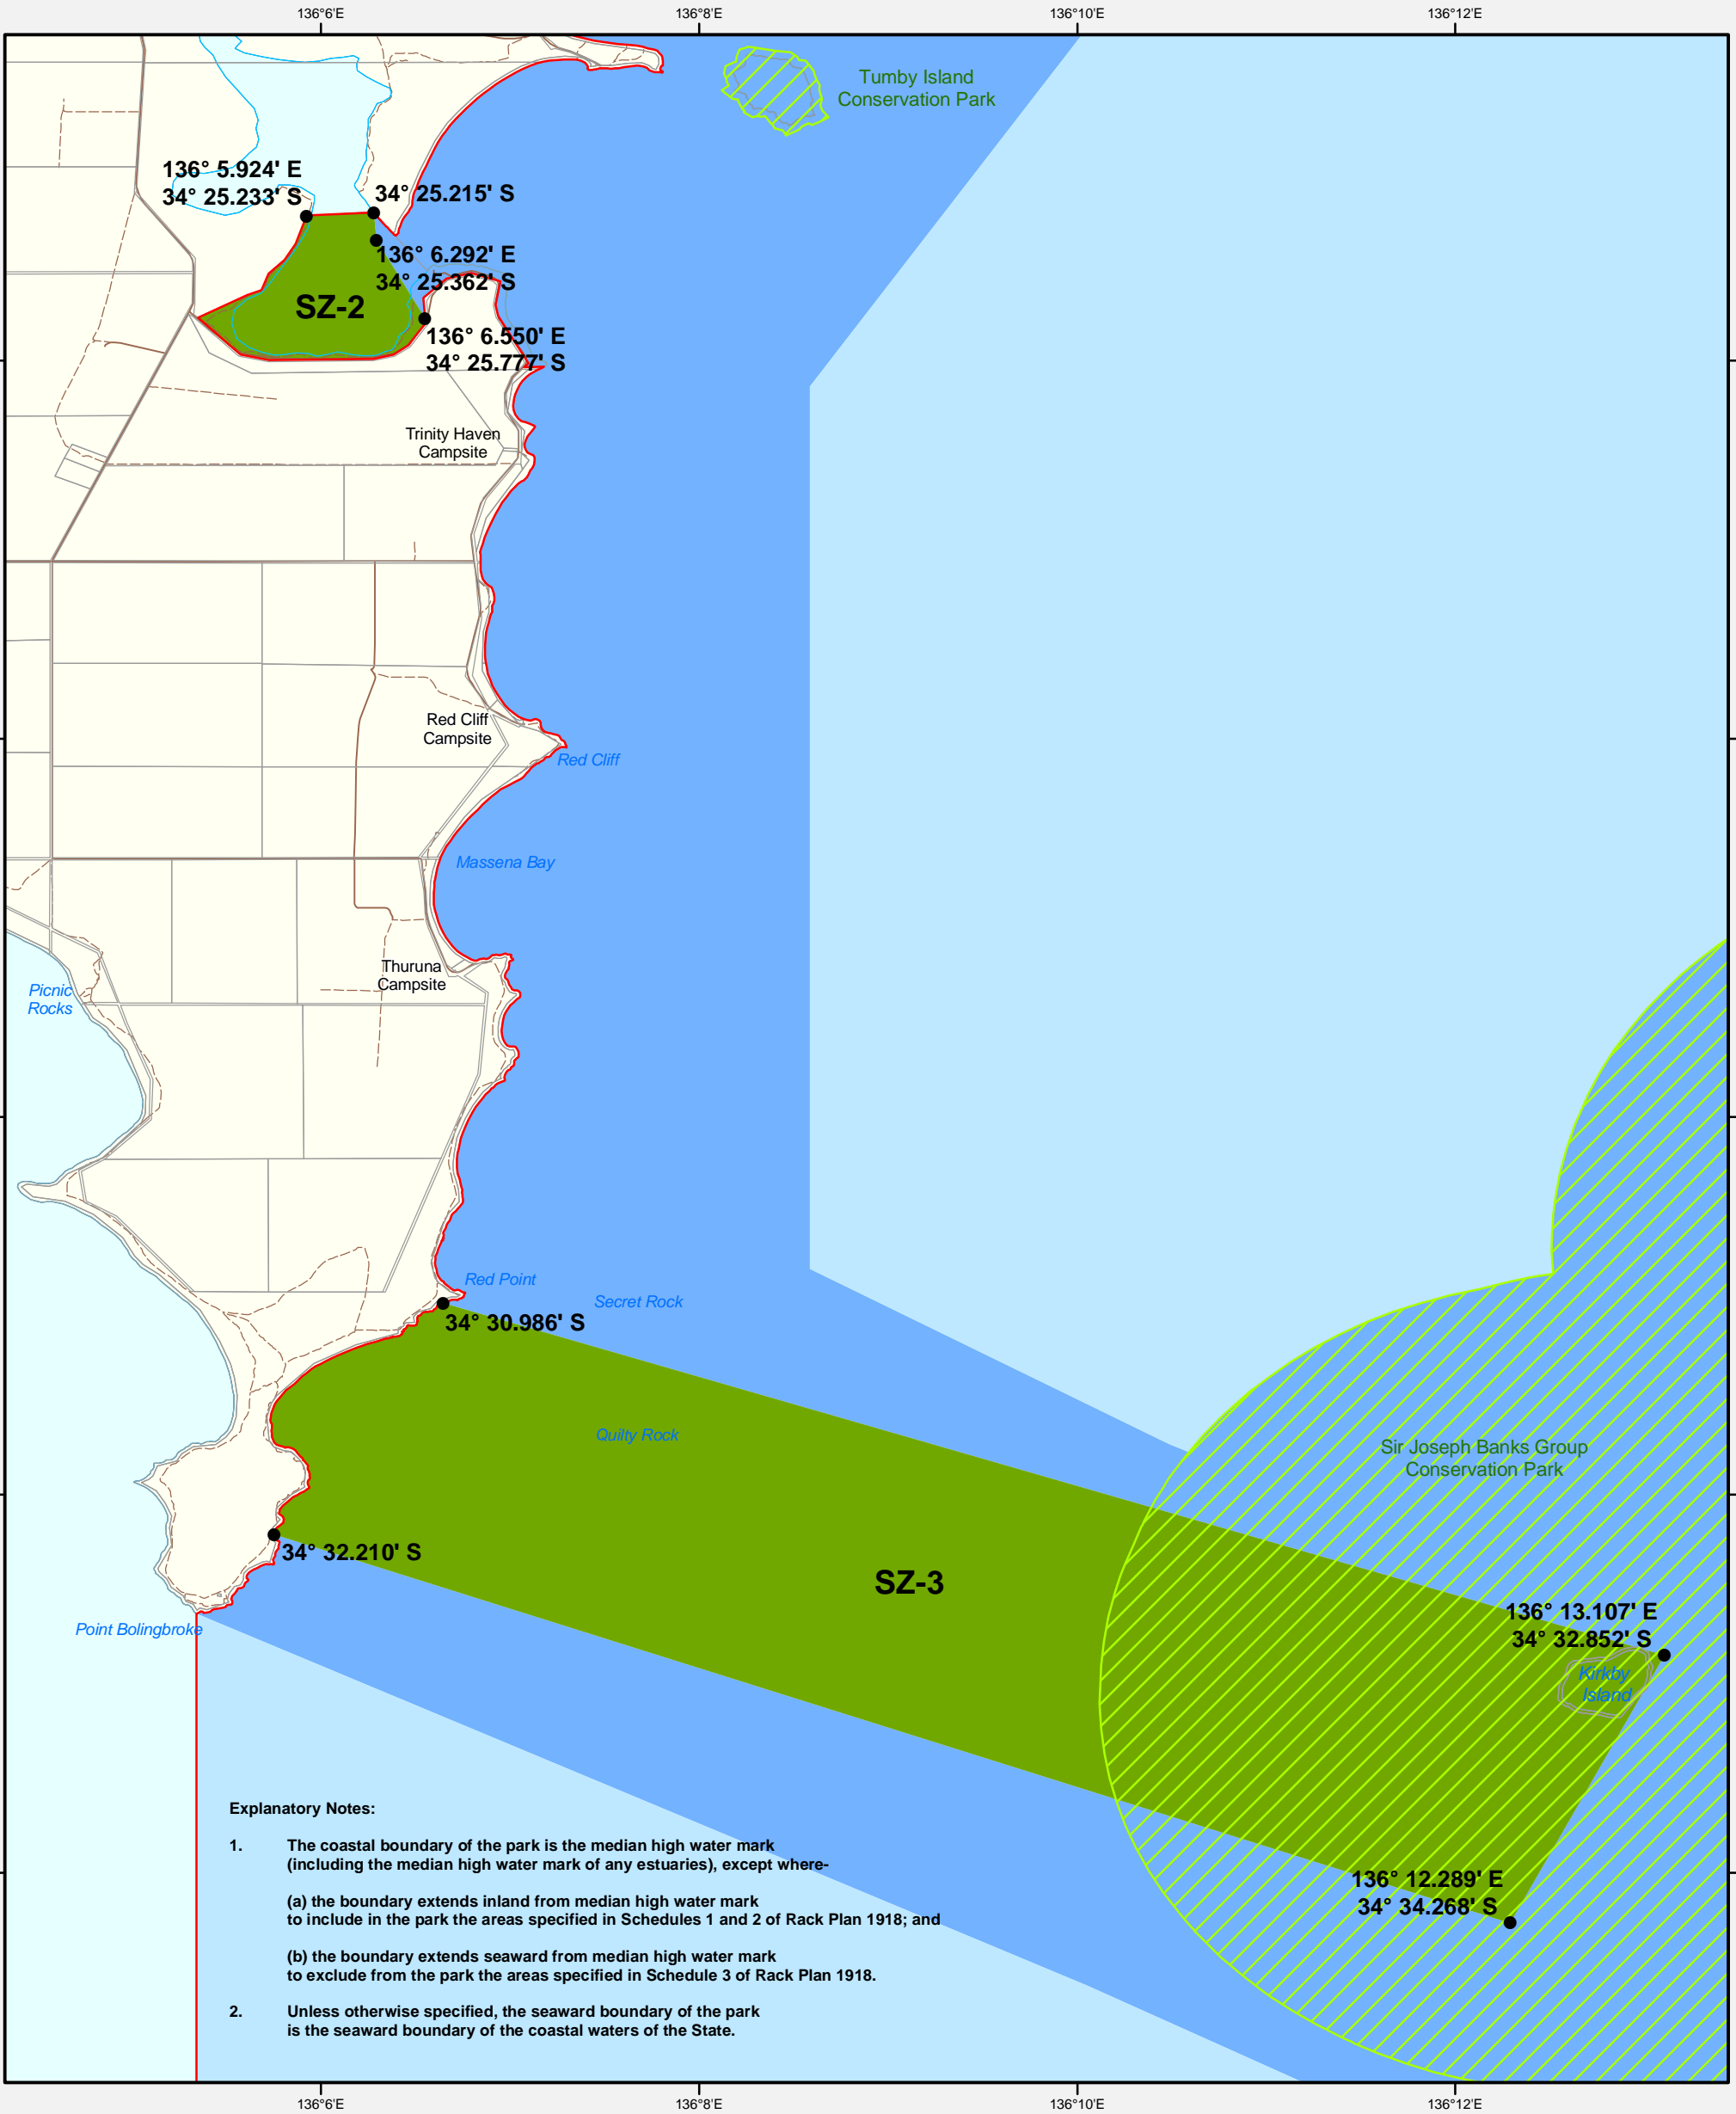 136°6'E
136°8'E
136°10'E
136°12'E
Tumby Island
Conservation Park
136° 5.924' E
34° 25.233' S
34° 25.215' S
136° 6.292' E
34° 25.362' S
SZ-2
136° 6.550' E
34° 25.777' S
Trinity Haven
Campsite
Red Cliff
Campsite
Red Cliff
Massena Bay
Thuruna
Campsite
Picnic
Rocks
Red Point
Secret Rock
34° 30.986' S
Quilty Rock
Sir Joseph Banks Group
Conservation Park
34° 32.210' S
SZ-3
136° 13.107' E
34° 32.852' S
Point Bolingbroke
Kirkby
Island
136° 12.289' E
34° 34.268' S
Explanatory Notes:
1. The coastal boundary of the park is the median high water mark
(including the median high water mark of any estuaries), except where-
(a) the boundary extends inland from median high water mark
to include in the park the areas specified in Schedules 1 and 2 of Rack Plan 1918; and
(b) the boundary extends seaward from median high water mark
to exclude from the park the areas specified in Schedule 3 of Rack Plan 1918.
2. Unless otherwise specified, the seaward boundary of the park
is the seaward boundary of the coastal waters of the State.
136°6'E
136°8'E
136°10'E
136°12'E